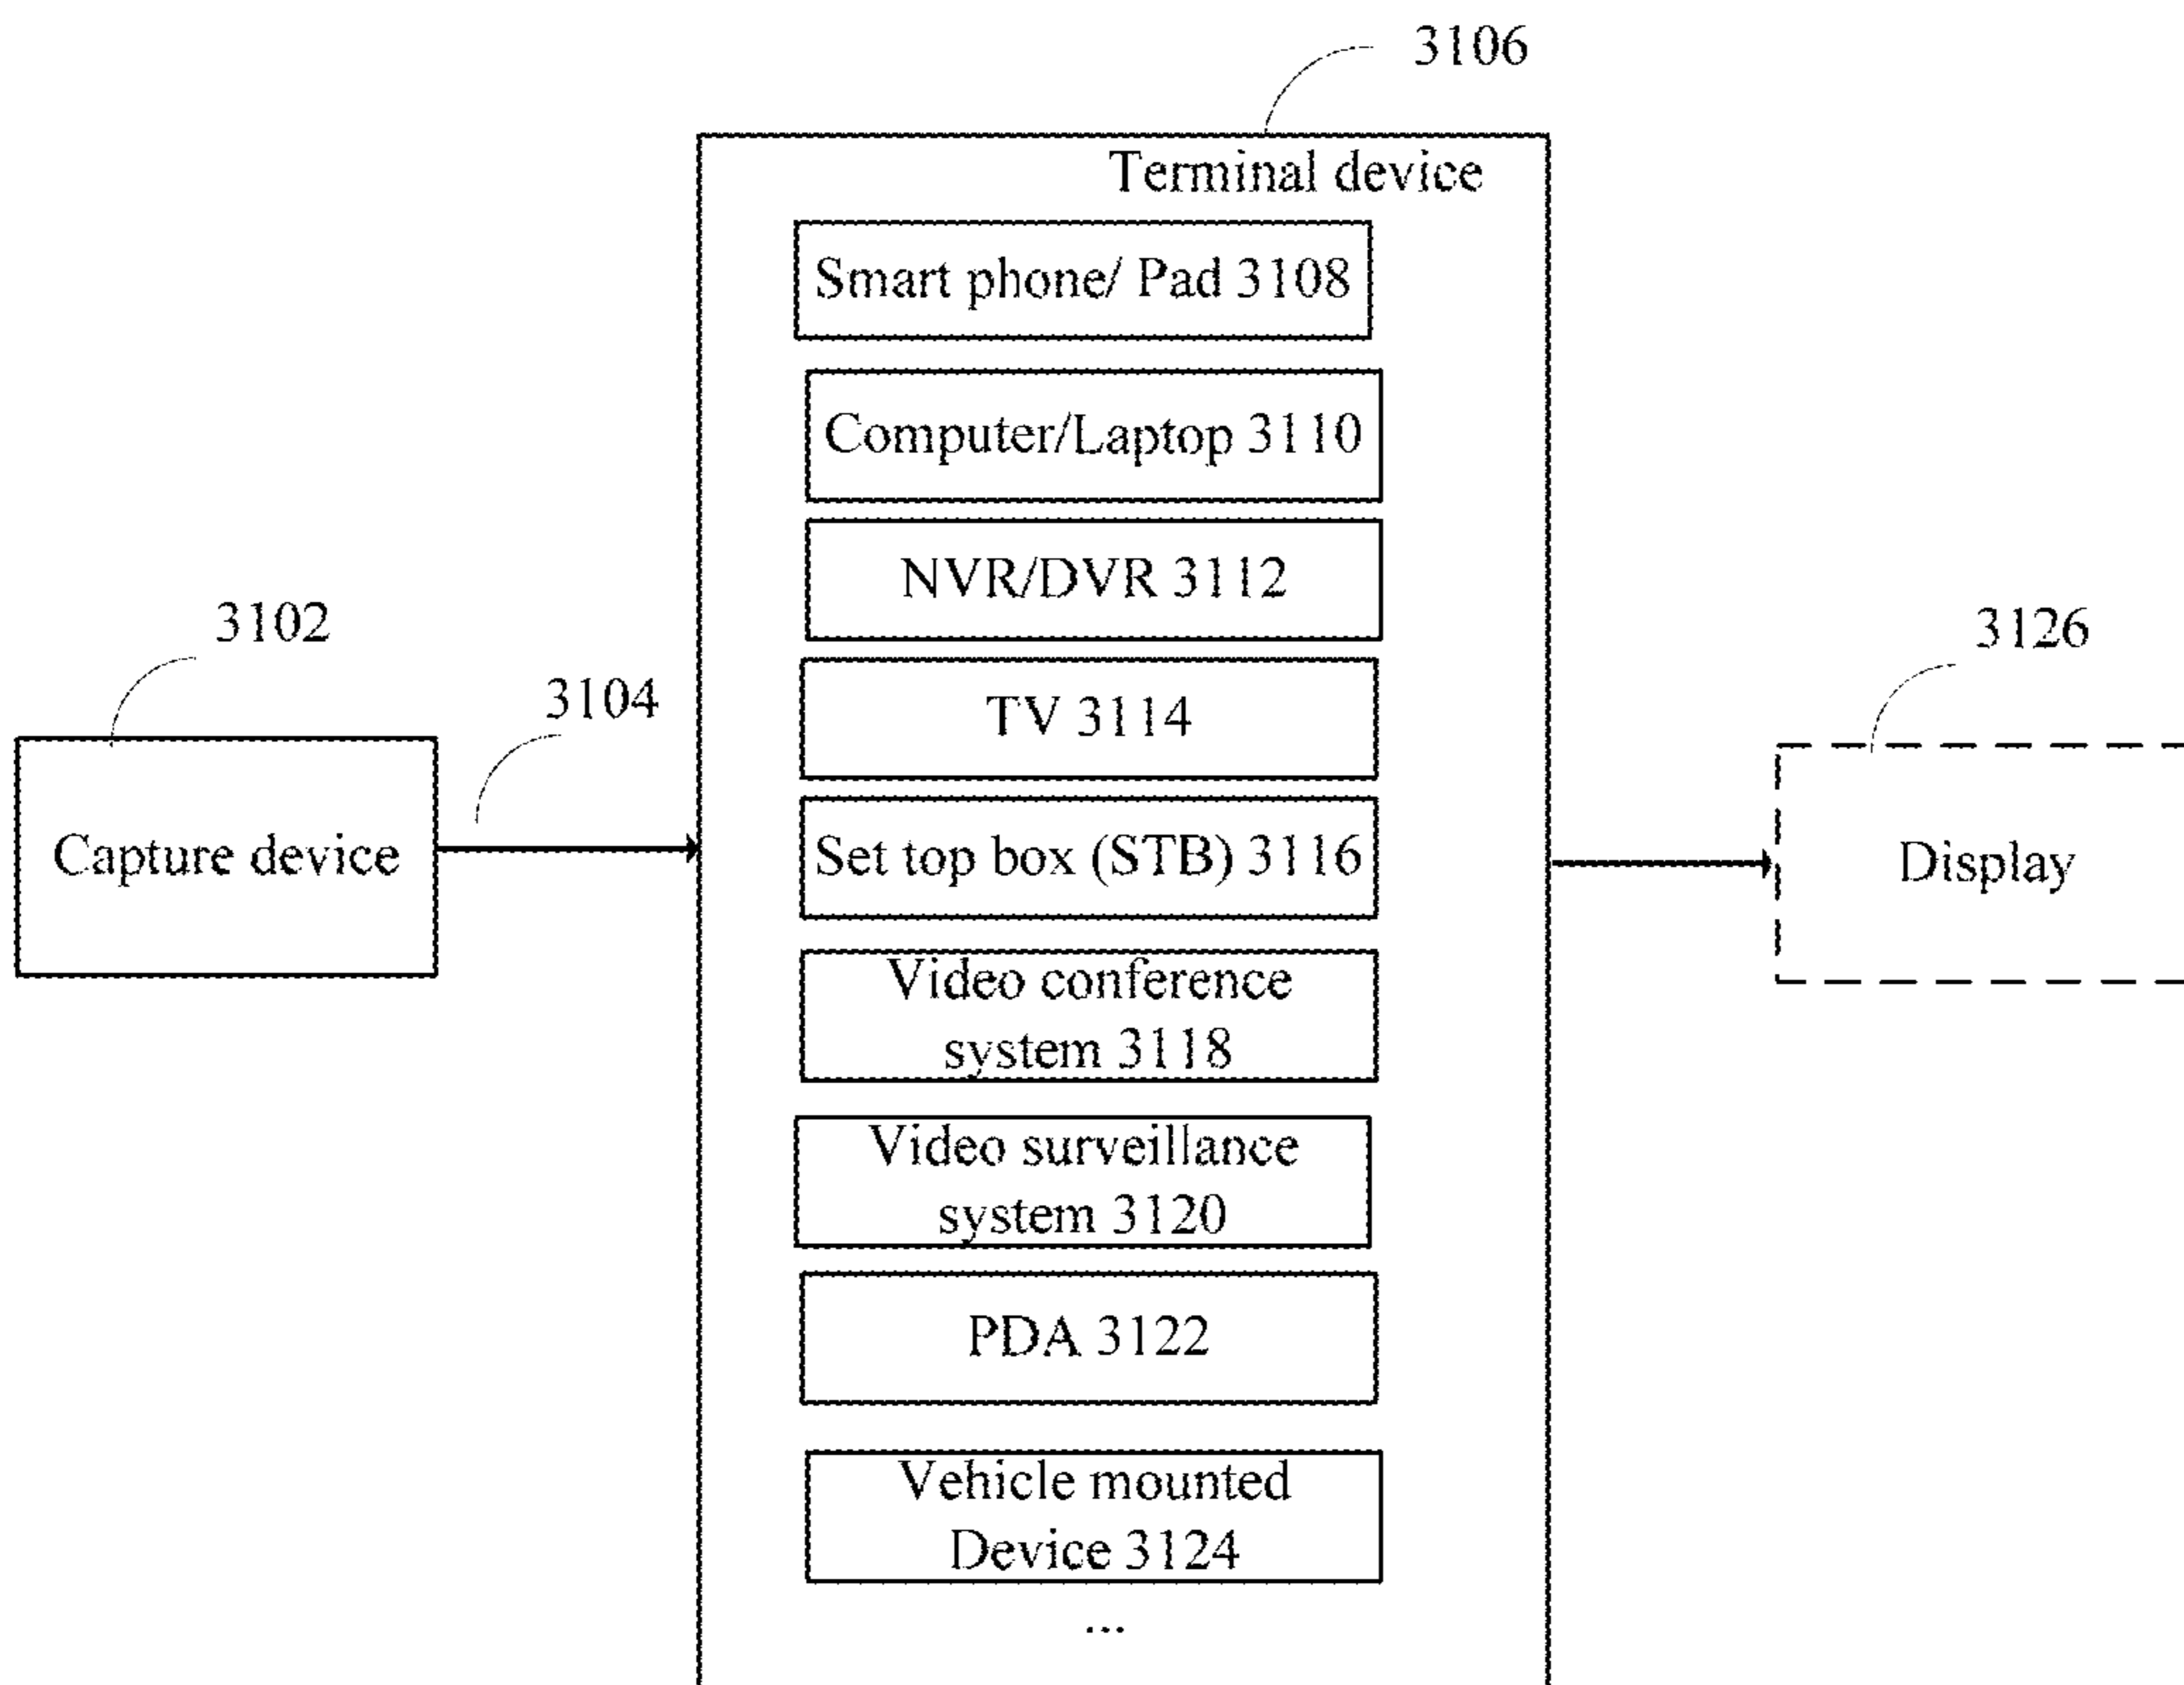 3106
Terminal device
Smart phone/ Pad 3108
Computer/Laptop 3110
NVR/DVR 3112
3102
3126
3104
TV 3114
Capture device
Set top box (STB) 3116
Display
Video conference
system 3118
Video surveillance
system 3120
PDA 3122
Vehicle mounted
Device 3124
...